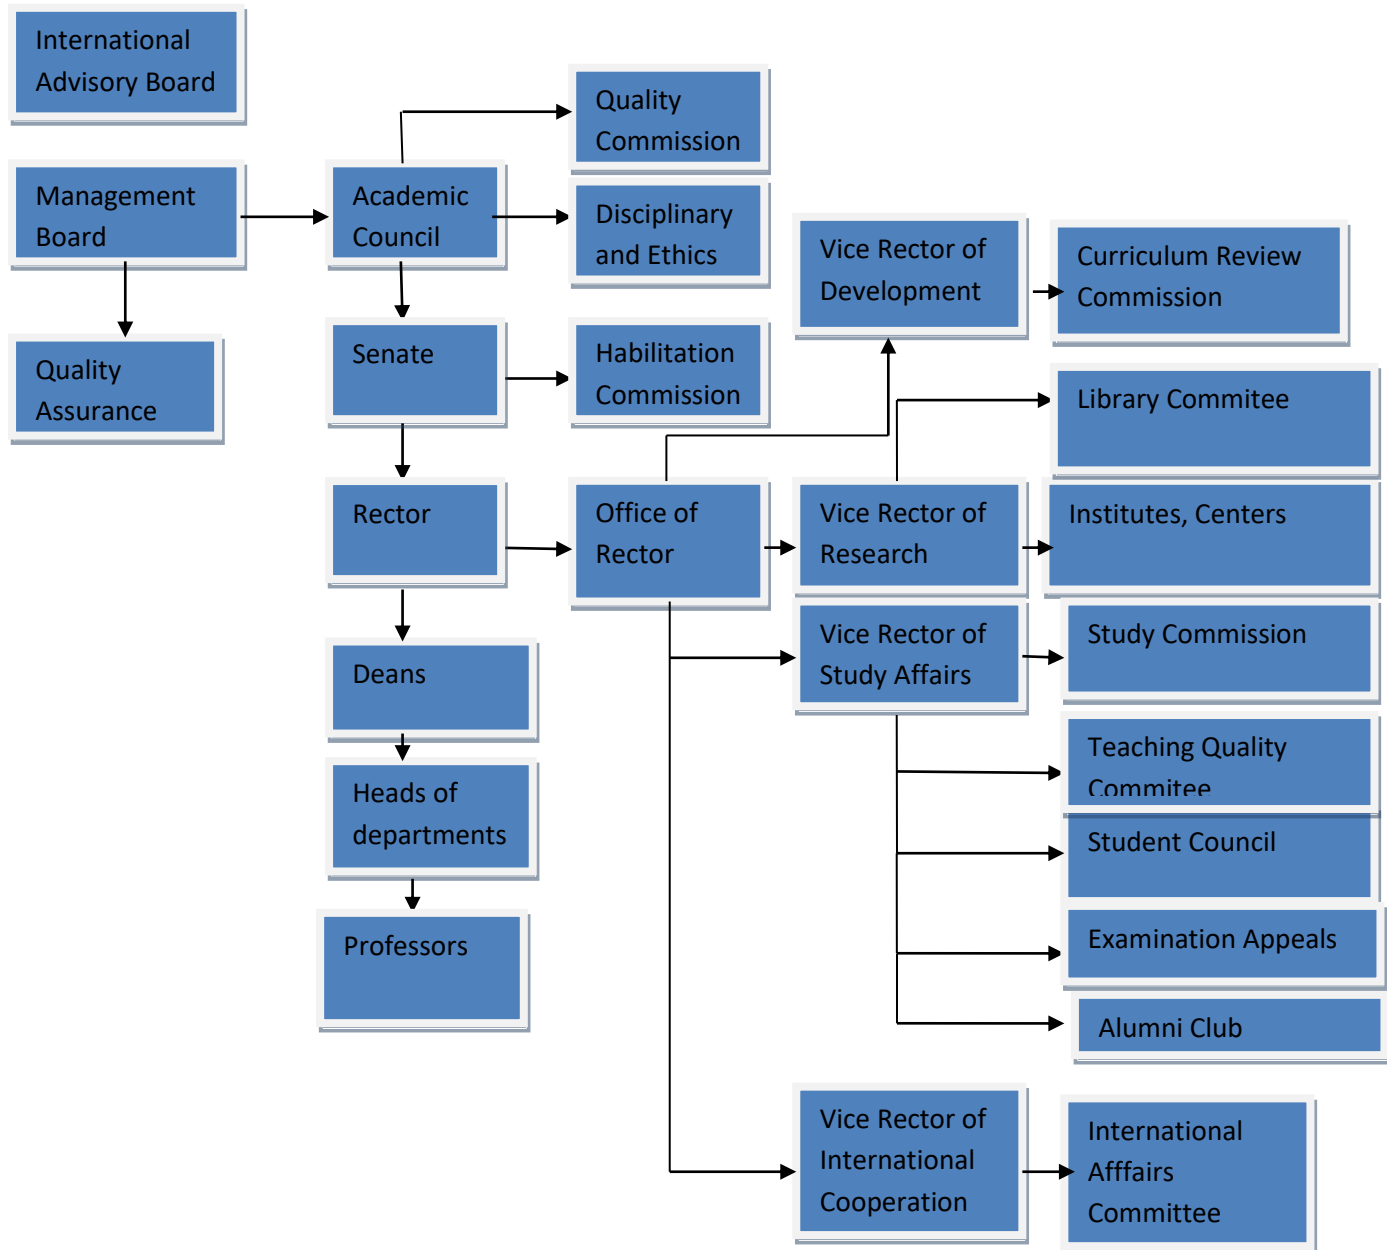 International
Advisory Board
Management
Board
Quality
Assurance
Academic
Council
Senate
Rector
Deans
Heads of
departments
Professors
Quality
Commission
Disciplinary
and Ethics
Habilitation
Commission
Office of
Rector
Vice Rector of
Development
Vice Rector of
Research
Vice Rector of
Study Affairs
Vice Rector of
International
Cooperation
Curriculum Review
Commission
Library Commitee
Institutes, Centers
Study Commission
Teaching Quality
Commitee
Student Council
Examination Appeals
Alumni Club
International
Afffairs
Committee